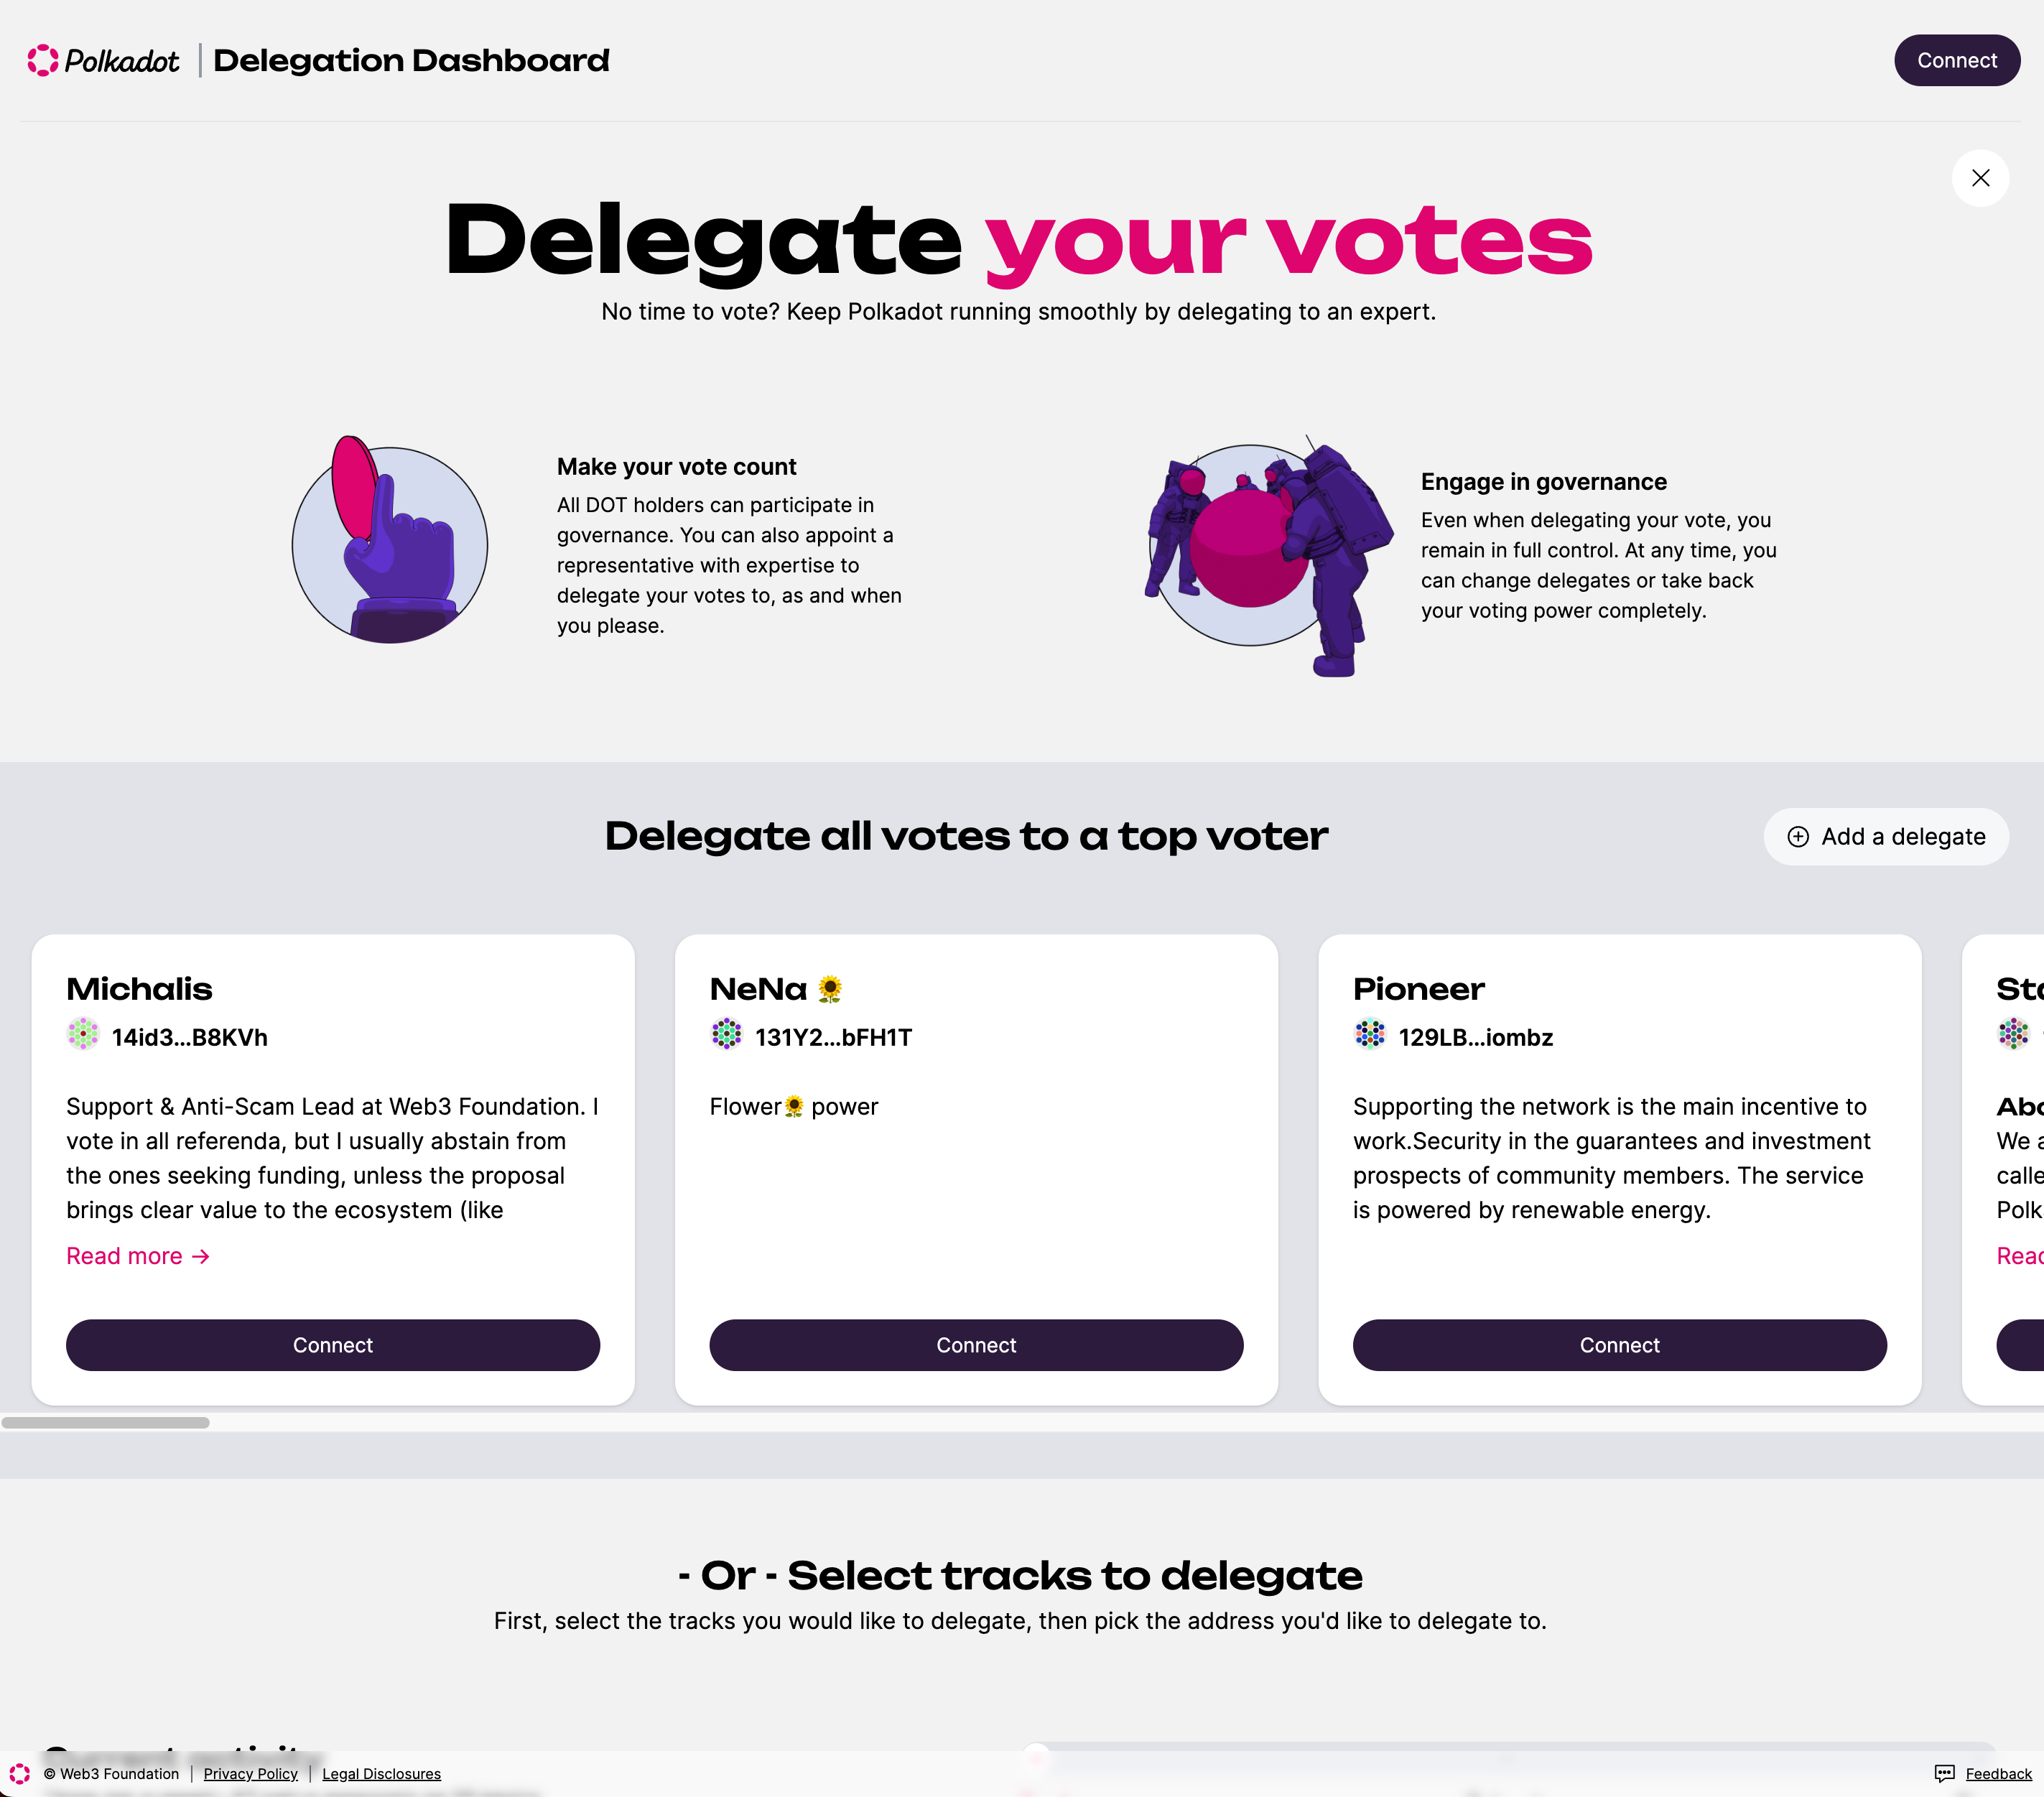 Polkadot
Delegation Dashboard
Connect
Delegate your votes
No time to vote? Keep Polkadot running smoothly by delegating to an expert.
Make your vote count
All DOT holders can participate in
governance. You can also appoint a
representative with expertise to
delegate your votes to, as and when
you please.
Engage in governance
Even when delegating your vote, you
remain in full control. At any time, you
can change delegates or take back
your voting power completely.
Delegate all votes to a top voter
Add a delegate
Michalis
14id3...B8KVh
Support & Anti-Scam Lead at Web3 Foundation. I
vote in all referenda, but I usually abstain from
the ones seeking funding, unless the proposal
brings clear value to the ecosystem (like
Read more →
Connect
NeNa 🌻
131Y2...bFH1T
Flower🌻 power
Connect
Pioneer
129LB...iombz
Supporting the network is the main incentive to
work.Security in the guarantees and investment
prospects of community members. The service
is powered by renewable energy.
Connect
We
- Or - Select tracks to delegate
First, select the tracks you would like to delegate, then pick the address you'd like to delegate to.
Current activity
© Web3 Foundation | Privacy Policy | Legal Disclosures
Feedback